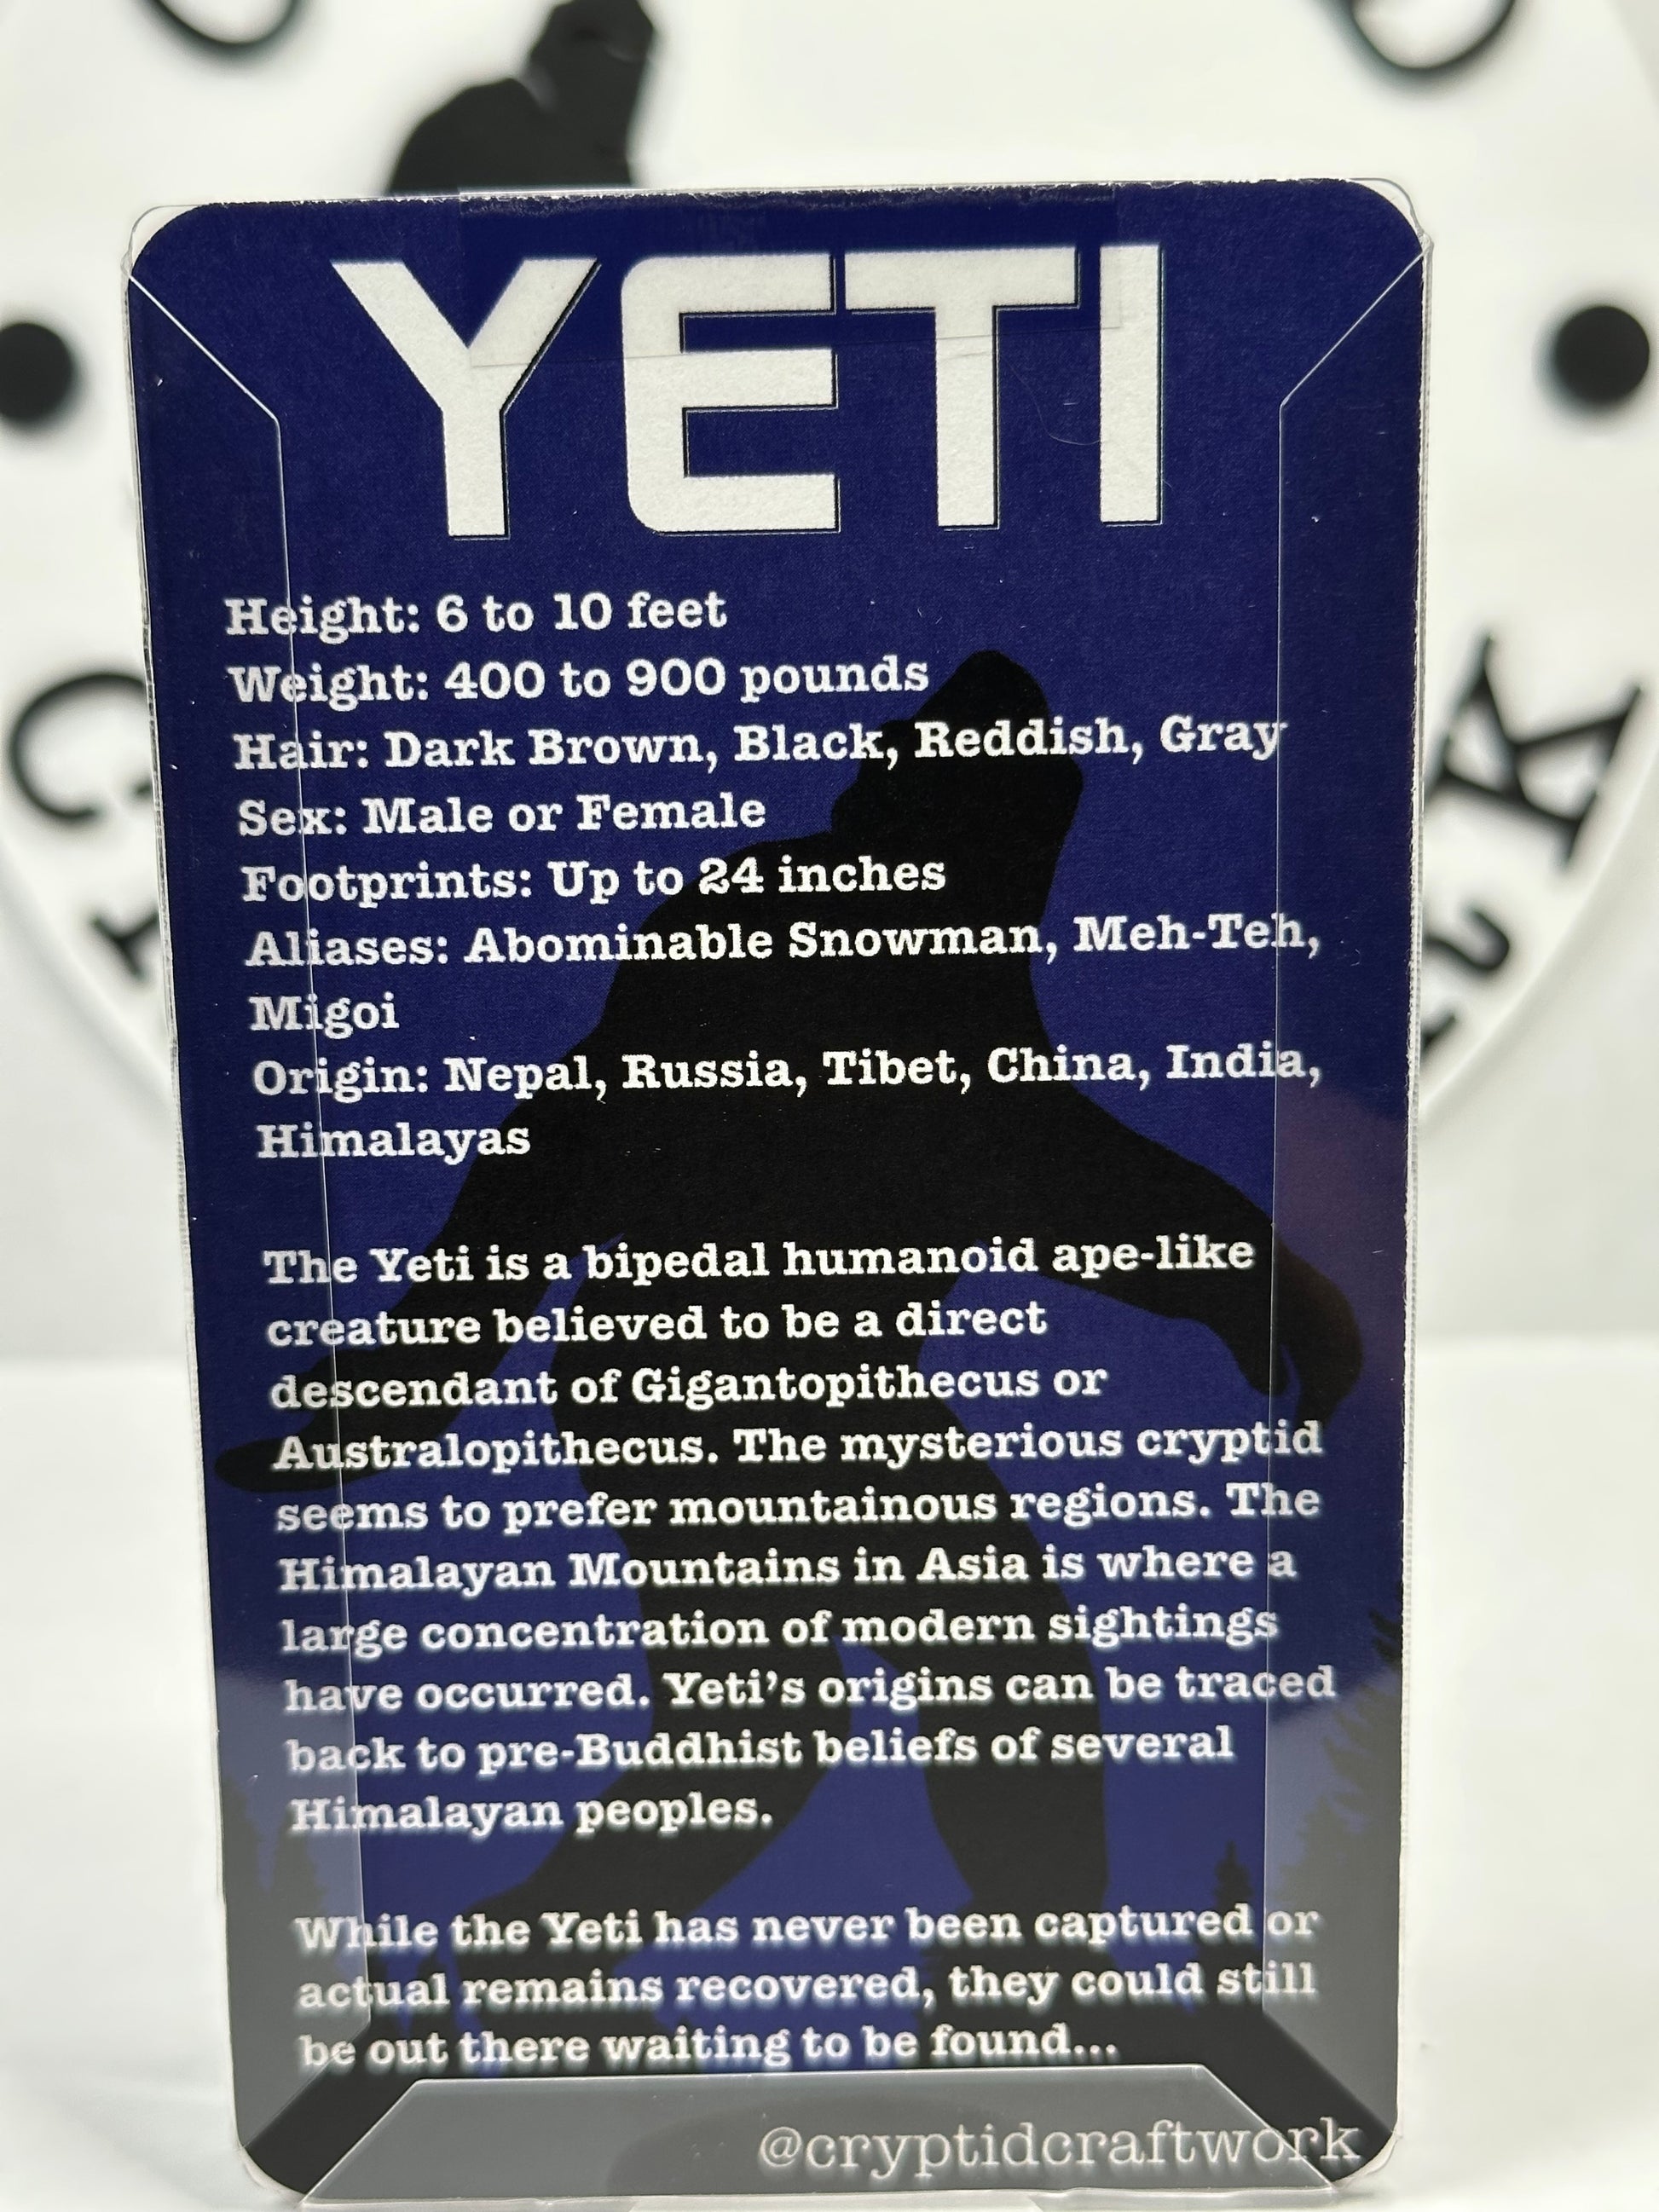 YETI
Height: 6 to 10 feet
Weight: 400 to 900 pounds
Hair: Dark Brown, Black, Reddish, Gray
Sex: Male or Female
Footprints: Up to 24 inches
Aliases: Abominable Snowman, Meh-Teh,
Migoi
Origin: Nepal, Russia, Tibet, China, India,
Himalayas
The Yeti is a bipedal humanoid ape-like
creature believed to be a direct
descendant of Gigantopithecus or
Australopithecus. The mysterious cryptid
seems to prefer mountainous regions. The
Himalayan Mountains in Asia is where a
large concentration of modern sightings
have occurred. Yeti's origins can be traced
back to pre-Buddhist beliefs of several
Himalayan peoples.
While the Yeti has never been captured or
actual remains recovered, they could still
be out there waiting to be found...
@cryptidcraftwork